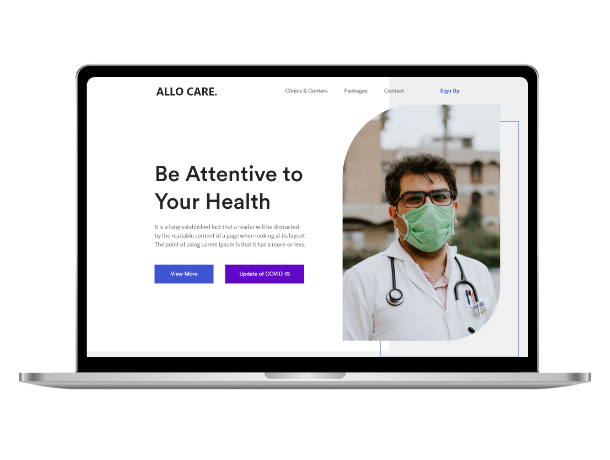 ALLO CARE.
Clinics & Centers Packages Contact Sign Up
Be Attentive to
Your Health
It is a long established fact that a reader will be distracted
by the readable content of a page when looking at its layout.
The point of using Lorem Ipsum is that it has a more-or-less.
View More Update of COVID-19